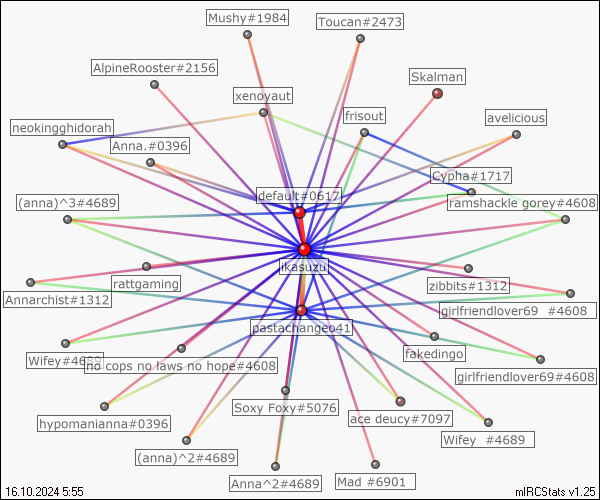 Mushy#1984
Toucan#2473
AlpineRooster#2156
Skalman
xenoyaut
frisout
avelicious
neokingghidorah
Anna.#0396
Cypha#1717
default#0617
(anna)^3#4689
ramshackle gorey#4608
ikasuzu
rattgaming
zibbits#1312
Annarchist#1312
girlfriendlover69 #4608
pastachangeo41
fakedingo
Wifey#4689
no cops no laws no hope#4608
girlfriendlover69#4608
Soxy Foxy#5076
ace deucy#7097
hypomanianna#0396
Wifey #4689
(anna)^2#4689
Anna^2#4689
Mad #6901
16.10.2024 5:55
mIRCStats v1.25